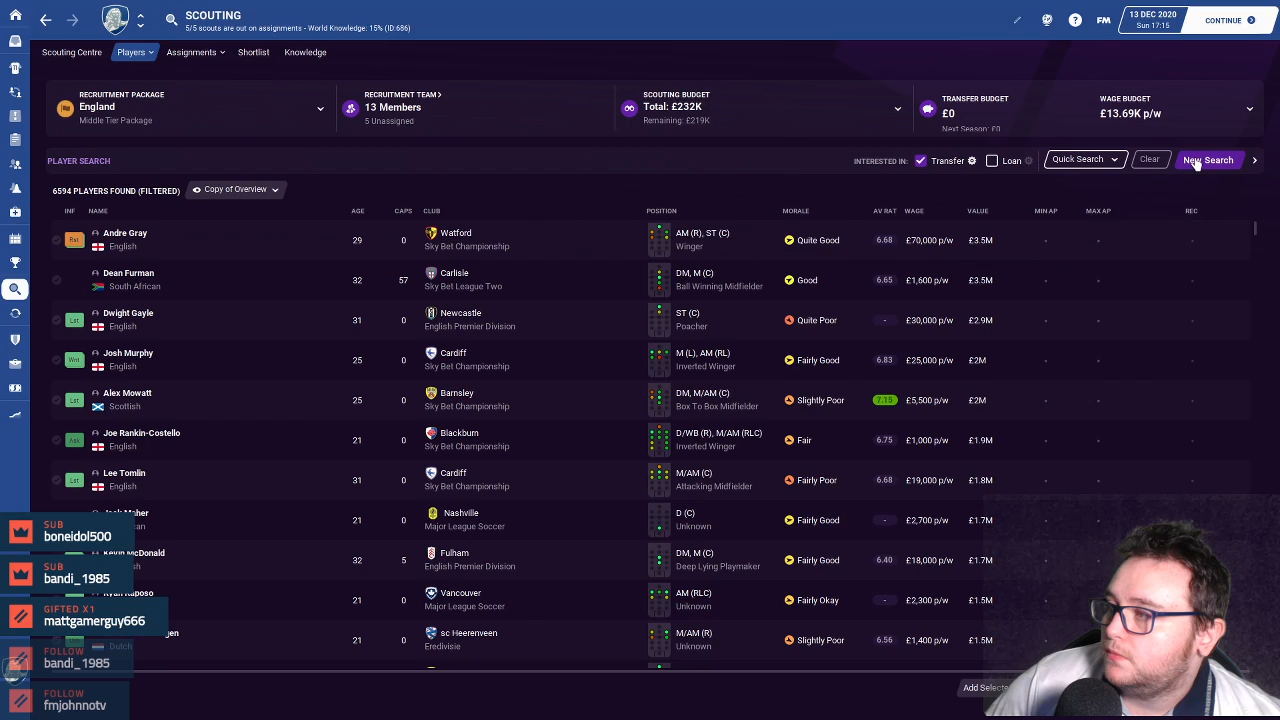 SCOUTING
5/5 scouts are out on assignments - World Knowledge: 15% (ID:686)
FM
13 DEC 2020
Sun 17:15
CONTINUE
Scouting Centre
Players
Assignments
Shortlist
Knowledge
RECRUITMENT PACKAGE
England
Middle Tier Package
RECRUITMENT TEAM
13 Members
5 Unassigned
SCOUTING BUDGET
Total: £232K
Remaining: £219K
TRANSFER BUDGET
£0
Next Season: £0
WAGE BUDGET
£13.69K p/w
PLAYER SEARCH
INTERESTED IN:
Transfer
Loan
Quick Search
Clear
New Search
6594 PLAYERS FOUND (FILTERED)
Copy of Overview
INF NAME AGE CAPS CLUB POSITION MORALE AV RAT WAGE VALUE MIN AP MAX AP REC
Rst Andre Gray 29 0 Watford AM (R), ST (C) Quite Good 6.68 £70,000 p/w £3.5M
English Sky Bet Championship Winger
Dean Furman 32 57 Carlisle DM, M (C) Good 6.65 £1,600 p/w £3.5M
South African Sky Bet League Two Ball Winning Midfielder
Lst Dwight Gayle 31 0 Newcastle ST (C) Quite Poor - £30,000 p/w £2.9M
English English Premier Division Poacher
Wnt Josh Murphy 25 0 Cardiff M (L), AM (RL) Fairly Good 6.83 £25,000 p/w £2M
English Sky Bet Championship Inverted Winger
Lst Alex Mowatt 25 0 Barnsley DM, M/AM (C) Slightly Poor 7.15 £5,500 p/w £2M
Scottish Sky Bet Championship Box To Box Midfielder
Ask Joe Rankin-Costello 21 0 Blackburn D/WB (R), M/AM (RLC) Fair 6.75 £1,000 p/w £1.9M
English Sky Bet Championship Inverted Winger
Lst Lee Tomlin 31 0 Cardiff M/AM (C) Fairly Poor 6.68 £19,000 p/w £1.8M
English Sky Bet Championship Attacking Midfielder
21 0 Nashville D (C) Fairly Good - £2,700 p/w £1.7M
Major League Soccer Unknown
Kevin McDonald 32 5 Fulham DM, M (C) Fairly Good 6.40 £18,000 p/w £1.7M
English Premier Division Deep Lying Playmaker
21 0 Vancouver AM (RLC) Fairly Okay - £2,300 p/w £1.5M
Major League Soccer Unknown
21 0 sc Heerenveen M/AM (R) Slightly Poor 6.56 £1,400 p/w £1.5M
Dutch Eredivisie Unknown
SUB
boneidol500
SUB
bandi_1985
GIFTED X1
mattgamerguy666
FOLLOW
bandi_1985
FOLLOW
fmjohnnotv
Add